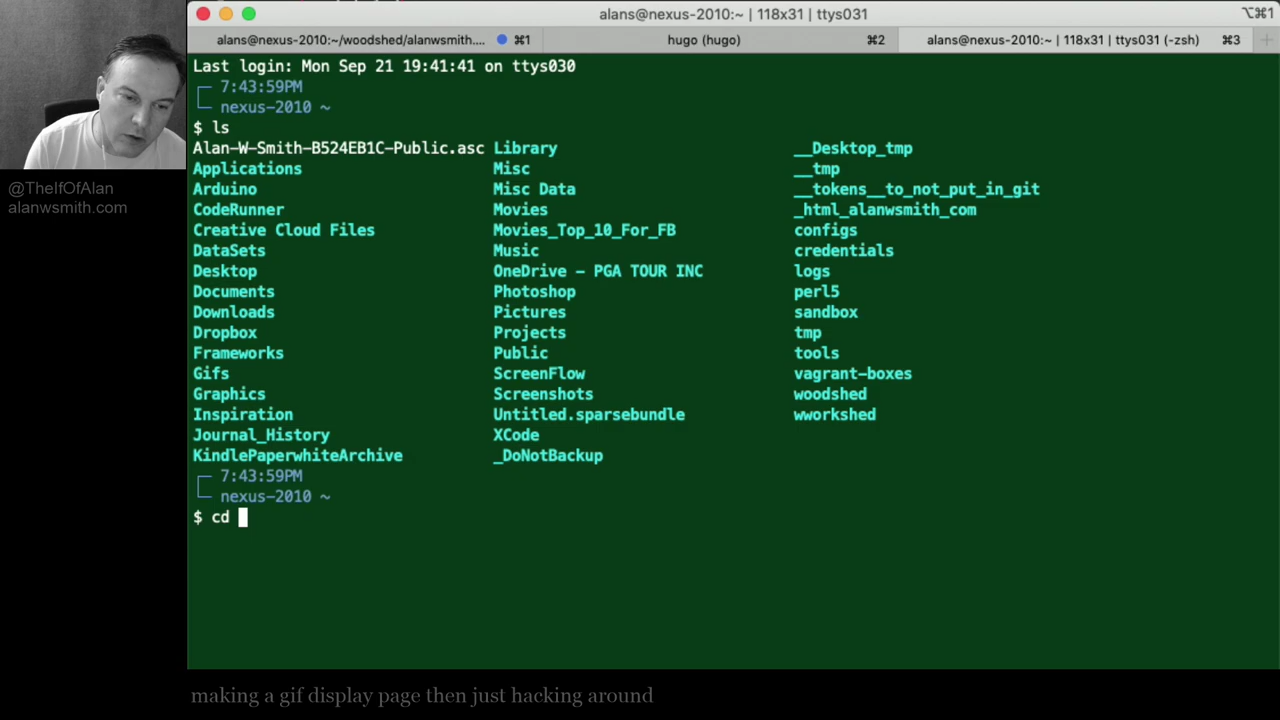 alans@nexus-2010:~ | 118x31 | ttys031 ⌥⌘1
alans@nexus-2010:~/woodshed/alanwsmith.... ⌘1 hugo (hugo) ⌘2 alans@nexus-2010:~ | 118x31 | ttys031 (-zsh) ⌘3
Last login: Mon Sep 21 19:41:41 on ttys030
7:43:59PM
nexus-2010 ~
$ ls
Alan-W-Smith-B524EB1C-Public.asc Library __Desktop_tmp
Applications Misc __tmp
Arduino Misc Data __tokens__to_not_put_in_git
CodeRunner Movies _html_alanwsmith_com
Creative Cloud Files Movies_Top_10_For_FB configs
DataSets Music credentials
Desktop OneDrive - PGA TOUR INC logs
Documents Photoshop perl5
Downloads Pictures sandbox
Dropbox Projects tmp
Frameworks Public tools
Gifs ScreenFlow vagrant-boxes
Graphics Screenshots woodshed
Inspiration Untitled.sparsebundle wworkshed
Journal_History XCode
KindlePaperwhiteArchive _DoNotBackup
7:43:59PM
nexus-2010 ~
$ cd
@TheIfOfAlan
alanwsmith.com
making a gif display page then just hacking around